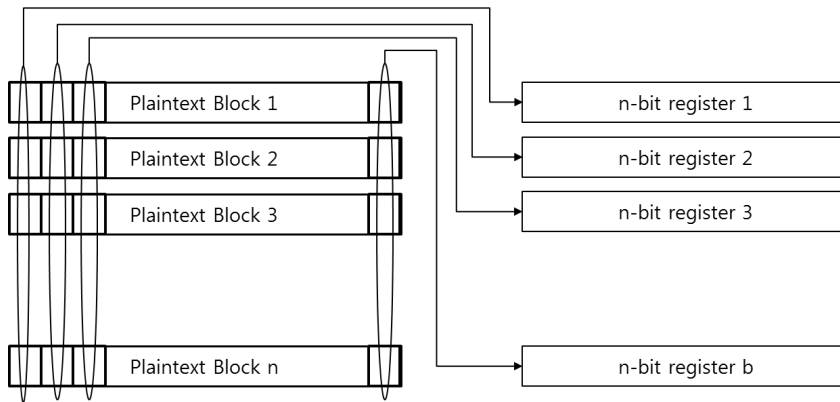 Plaintext Block 1
n-bit register 1
Plaintext Block 2
n-bit register 2
Plaintext Block 3
n-bit register 3
Plaintext Block n
n-bit register b